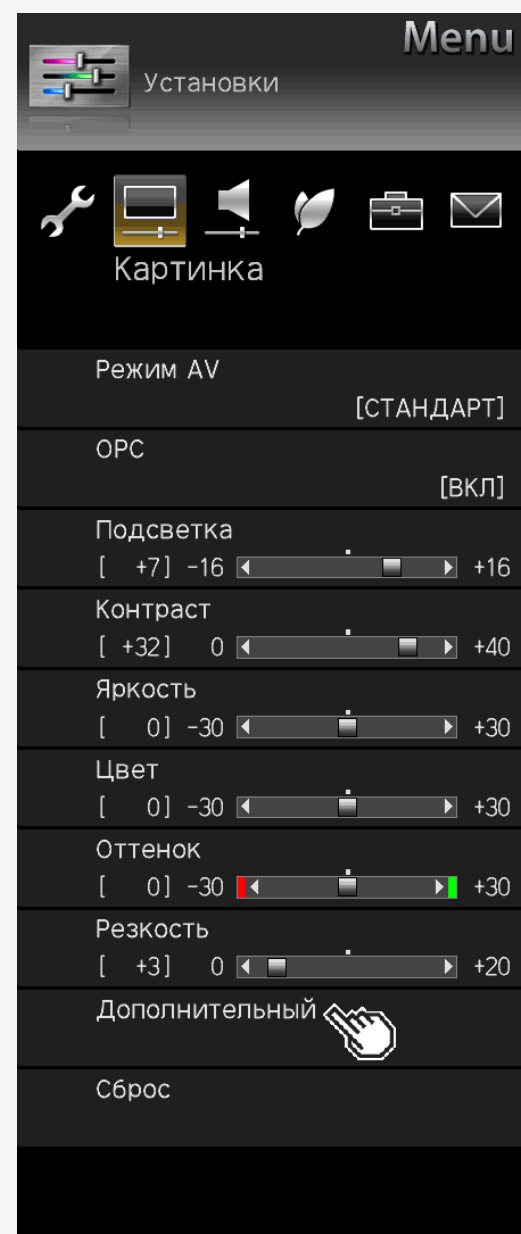 Menu
Установки
Картинка
Режим AV
[СТАНДАРТ]
OPC
[ВКЛ]
Подсветка
[ +7] -16 +16
Контраст
[ +32] 0 +40
Яркость
[ 0] -30 +30
Цвет
[ 0] -30 +30
Оттенок
[ 0] -30 +30
Резкость
[ +3] 0 +20
Дополнительный
Сброс